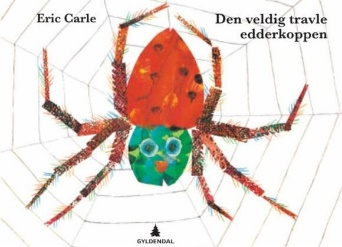 Eric Carle
Den veldig travle
edderkoppen
GYLDENDAL